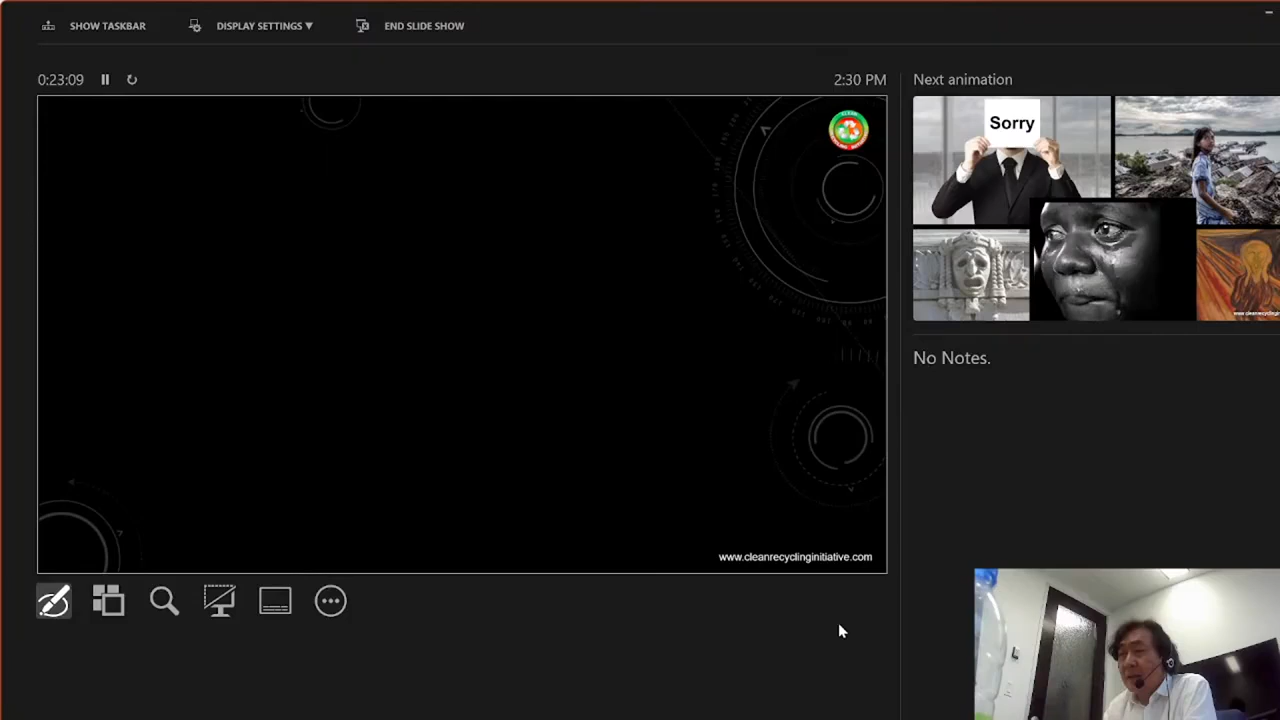 SHOW TASKBAR
DISPLAY SETTINGS ▼
END SLIDE SHOW
0:23:09
2:30 PM
Next animation
Sorry
CLEAN
www.cleanrecyclinginitiative.com
No Notes.